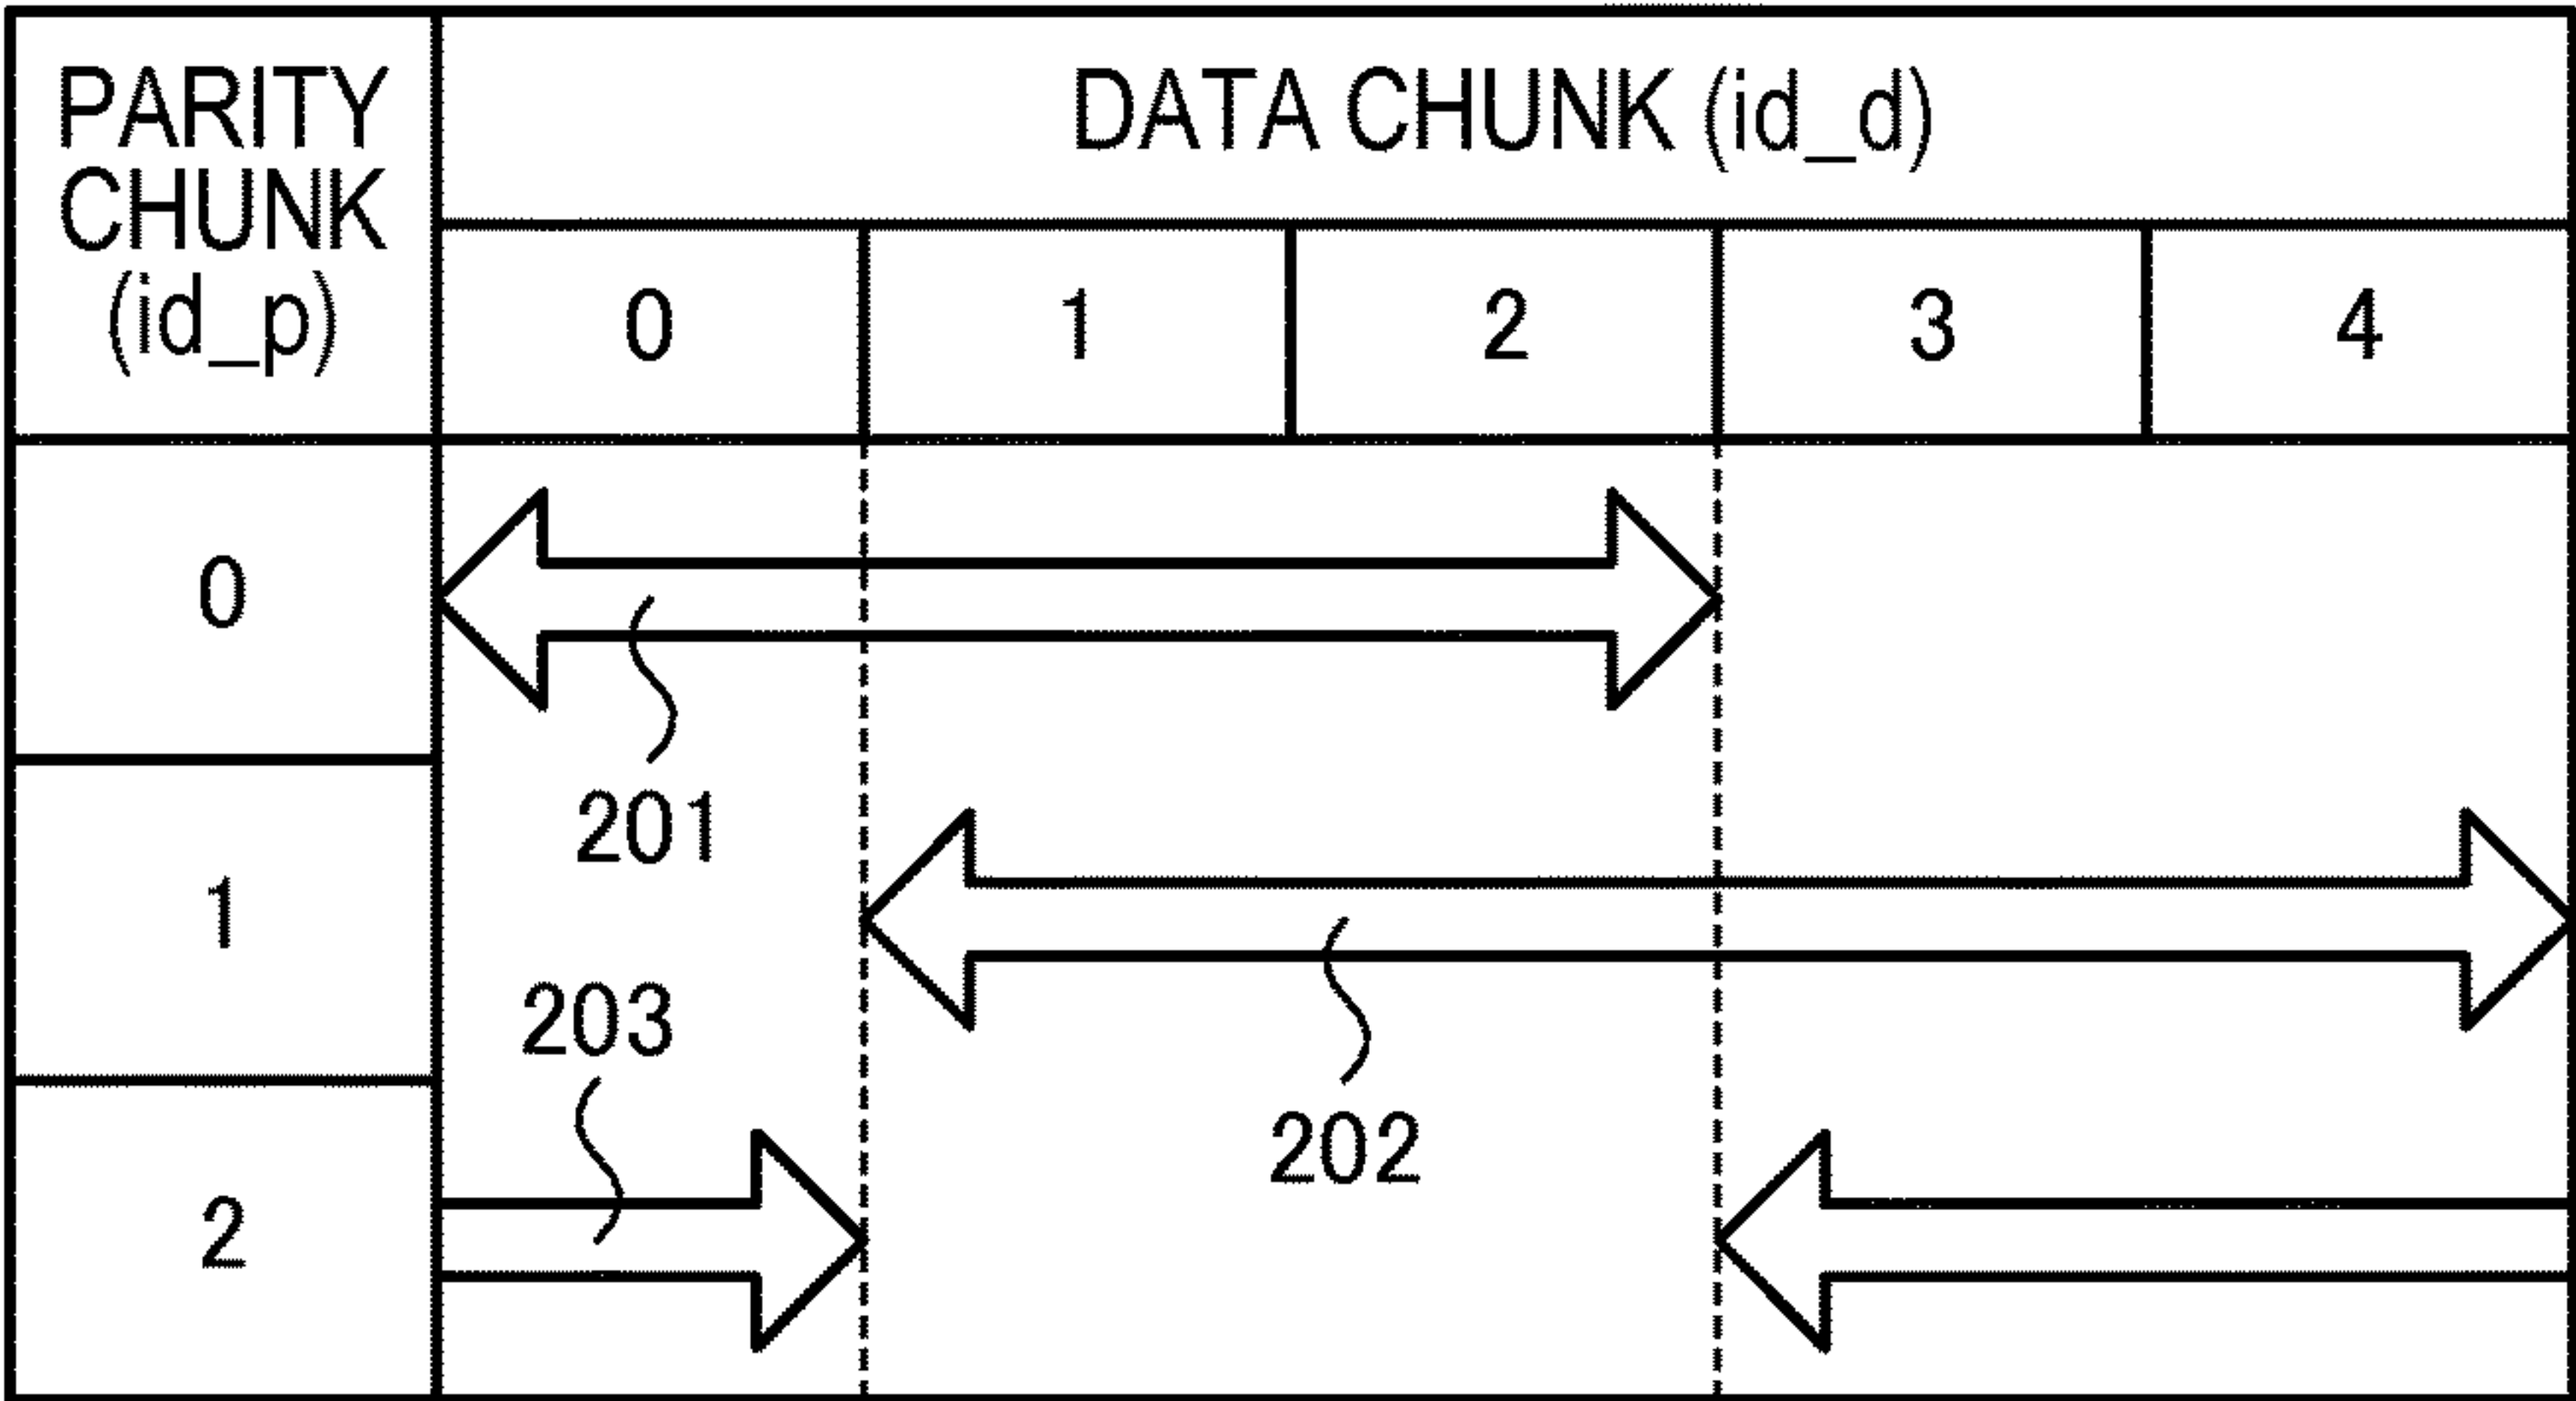 PARITY
CHUNK
(id_p)
DATA CHUNK (id_d)
0 1 2 3 4
0
201
1
203
202
2